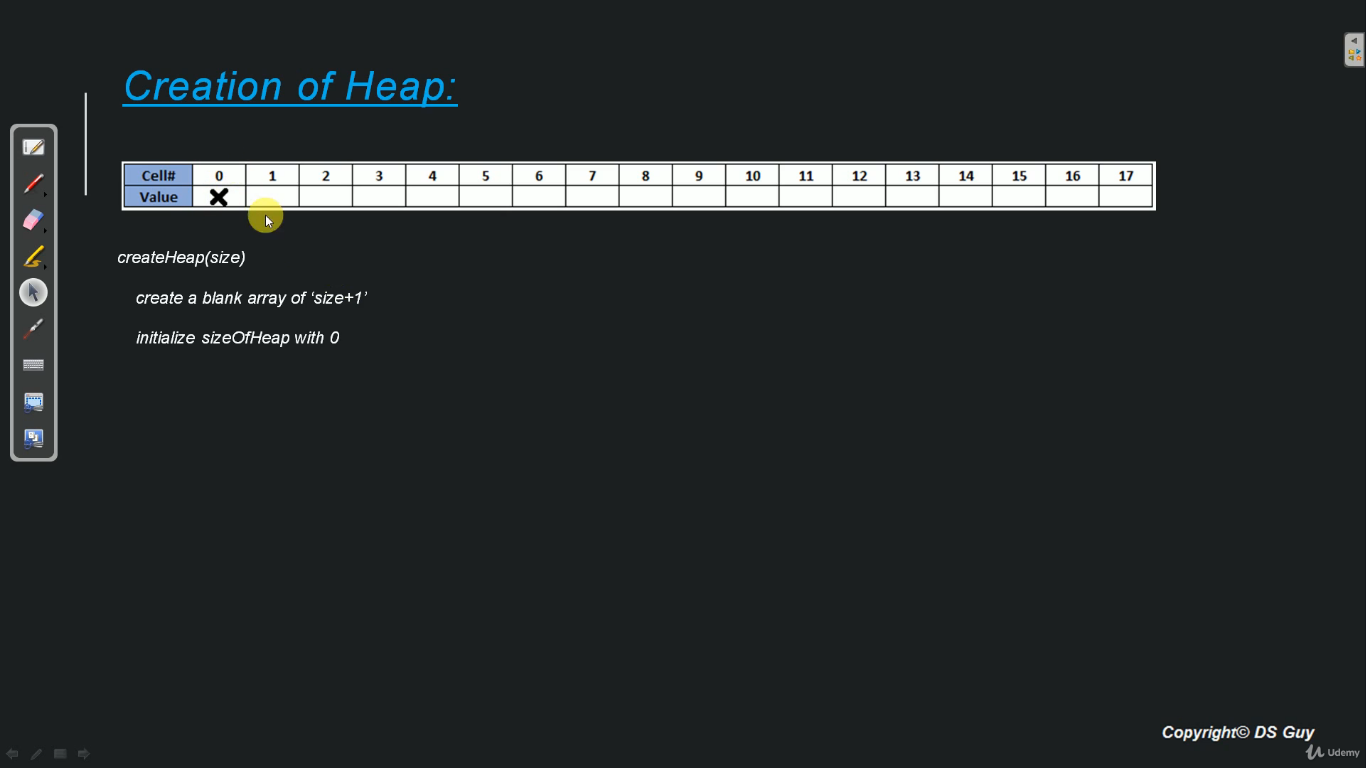 Creation of Heap:
Cell# 0 1 2 3 4 5 6 7 8 9 10 11 12 13 14 15 16 17
Value
createHeap(size)
create a blank array of ‘size+1’
initialize sizeOfHeap with 0
Copyright© DS Guy
Udemy